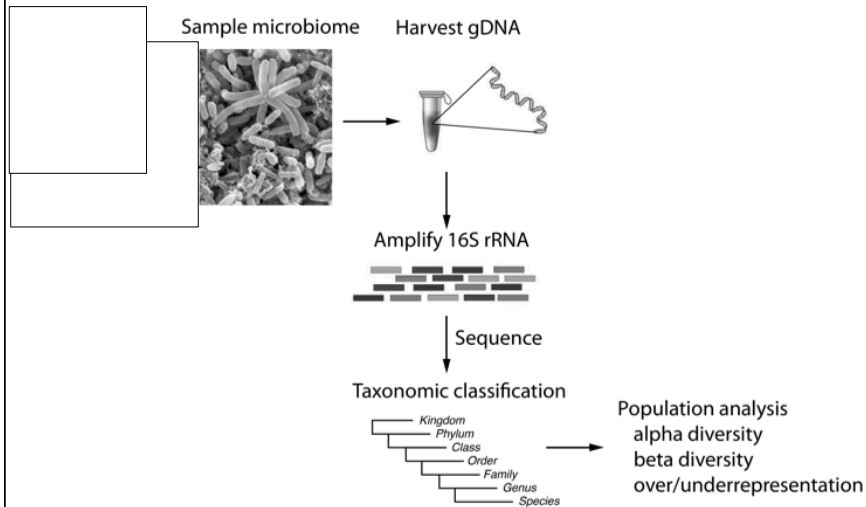 Sample microbiome
Harvest gDNA
Amplify 16S rRNA
Sequence
Taxonomic classification
Kingdom
Phylum
Class
Order
Family
Genus
Species
Population analysis
alpha diversity
beta diversity
over/underrepresentation